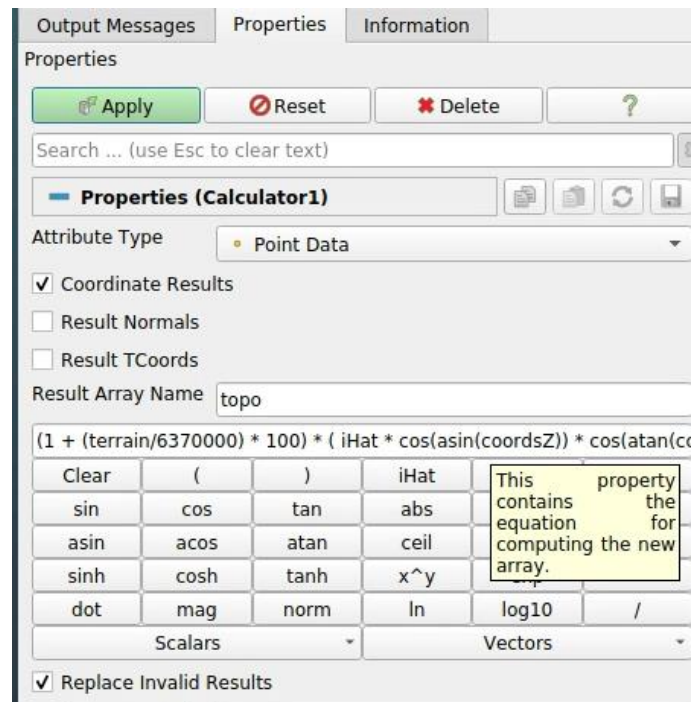 Output Messages Properties Information
Properties
Apply Reset Delete ?
Search ... (use Esc to clear text)
Properties (Calculator1)
Attribute Type Point Data
Coordinate Results
Result Normals
Result TCoords
Result Array Name topo
(1 + (terrain/6370000) * 100) * ( iHat * cos(asin(coordsZ)) * cos(atan(co
Clear ( ) iHat
sin cos tan abs
asin acos atan ceil
sinh cosh tanh x^y
dot mag norm ln log10 /
This property
contains the
equation for
computing the new
array.
Scalars Vectors
Replace Invalid Results